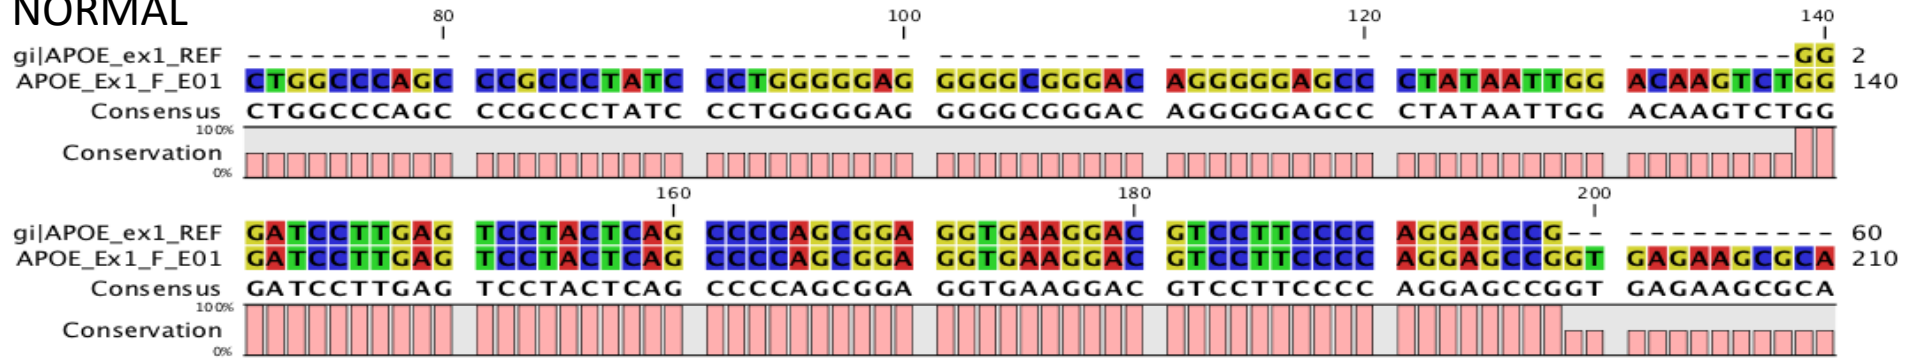 NORMAL
80 100 120 140
gi|APOE_ex1_REF - - - - - - - - - - - - - - - - - - - - - - - - - - - - - - - - - - - - - - - - - - - - - - - - - - - - - - - - - - - - - - - - - - - - GG 2
APOE_Ex1_F_E01 CTGGCCCAGC CCGCCCTATC CCTGGGGGAG GGGGCGGGAC AGGGGGAGCC CTATAATTGG ACAAGTCTGG 140
Consensus CTGGCCCAGC CCGCCCTATC CCTGGGGGAG GGGGCGGGAC AGGGGGAGCC CTATAATTGG ACAAGTCTGG
100%
Conservation
0%
160 180 200
gi|APOE_ex1_REF GATCCTTGAG TCCTACTCAG CCCCAGCGGA GGTGAAGGAC GTCCTTCCCC AGGAGCCG-- ---------- 60
APOE_Ex1_F_E01 GATCCTTGAG TCCTACTCAG CCCCAGCGGA GGTGAAGGAC GTCCTTCCCC AGGAGCCGGT GAGAAGCGCA 210
Consensus GATCCTTGAG TCCTACTCAG CCCCAGCGGA GGTGAAGGAC GTCCTTCCCC AGGAGCCGGT GAGAAGCGCA
100%
Conservation
0%